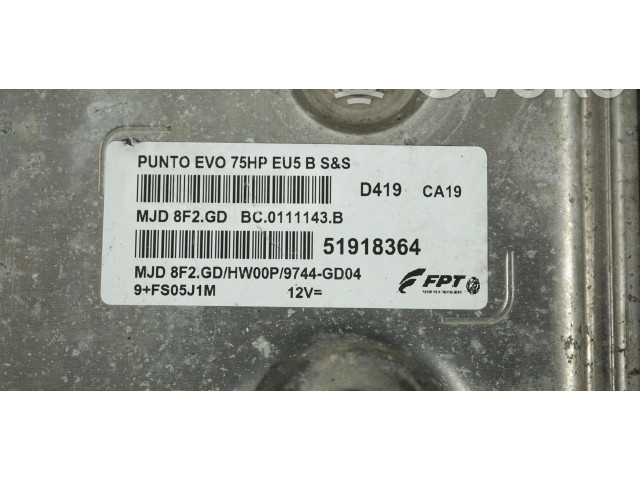 PUNTO EVO 75HP EU5 B S&S
D419 CA19
MJD 8F2.GD BC.0111143.B
51918364
MJD 8F2.GD/HW00P/9744-GD04
9+FS05J1M 12V=
FPT